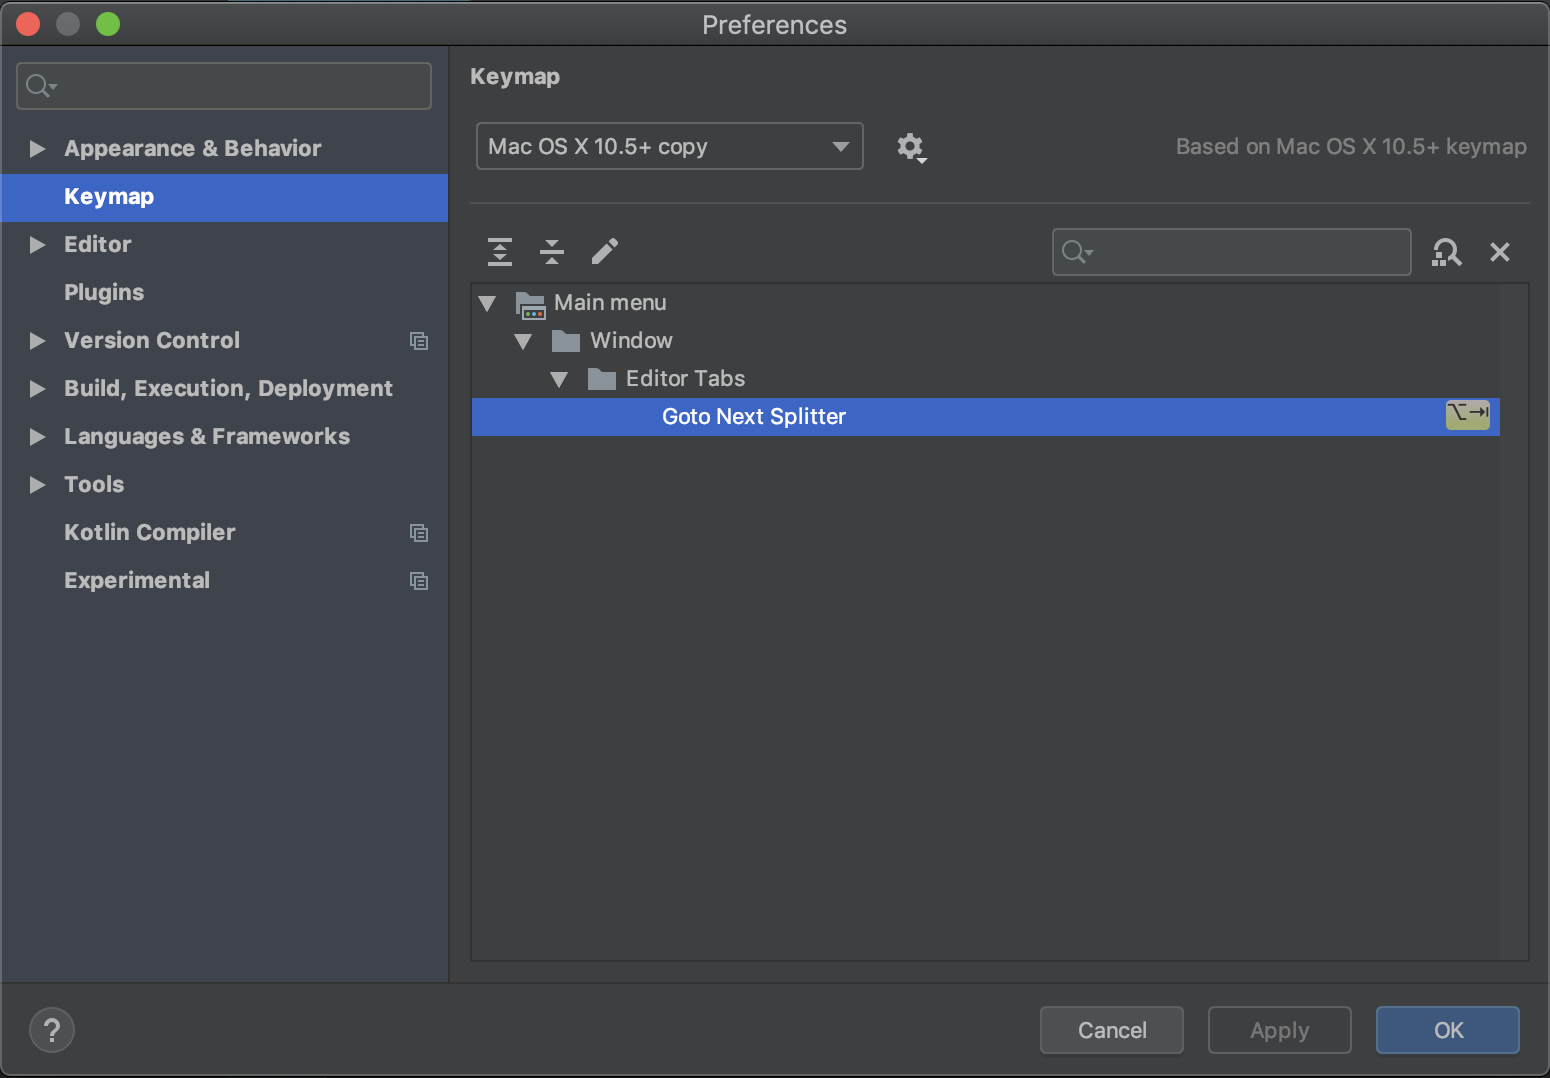 Preferences
Appearance & Behavior
Keymap
Editor
Plugins
Version Control
Build, Execution, Deployment
Languages & Frameworks
Tools
Kotlin Compiler
Experimental
Keymap
Mac OS X 10.5+ copy
Based on Mac OS X 10.5+ keymap
Main menu
Window
Editor Tabs
Goto Next Splitter ⌥⇥
?
Cancel
Apply
OK